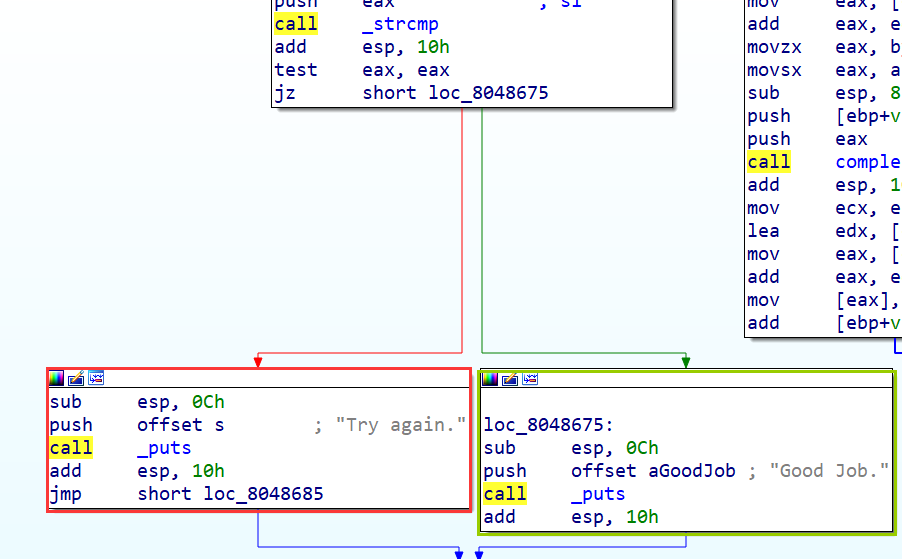 push eax ; s1
call _strcmp
add esp, 10h
test eax, eax
jz short loc_8048675
mov eax, [
add eax, e
movzx eax, b
movsx eax, a
sub esp, 8
push [ebp+v
push eax
call comple
add esp, 1
mov ecx, e
lea edx, [
mov eax, [
add eax, e
mov [eax],
add [ebp+v
sub esp, 0Ch
push offset s ; "Try again."
call _puts
add esp, 10h
jmp short loc_8048685
loc_8048675:
sub esp, 0Ch
push offset aGoodJob ; "Good Job."
call _puts
add esp, 10h